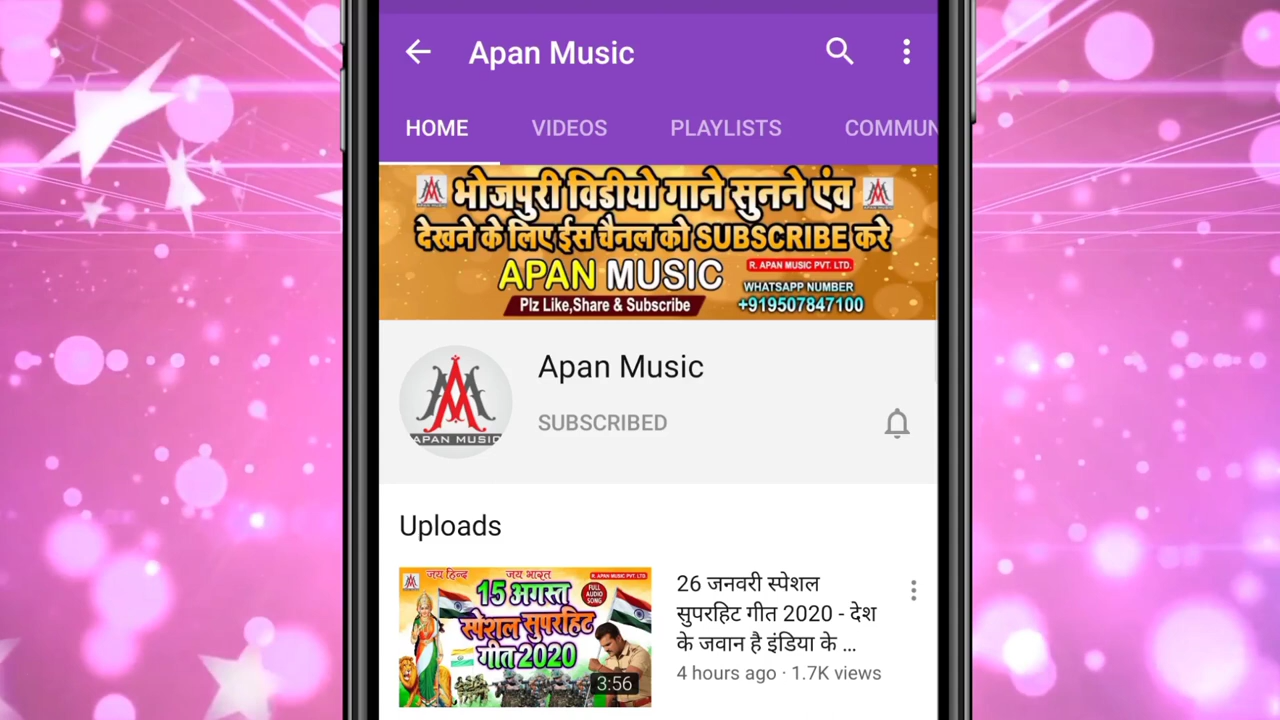 Apan Music
HOME VIDEOS PLAYLISTS COMMUN
भोजपुरी विडीयो गाने सुनने एंव
देखने के लिए ईस चैनल को SUBSCRIBE करे
APAN MUSIC
R. APAN MUSIC PVT. LTD.
WHATSAPP NUMBER
Plz Like,Share & Subscribe
+919507847100
APAN MUSIC
Apan Music
SUBSCRIBED
Uploads
जय हिन्द जय भारत
R. APAN MUSIC PVT. LTD
15 अगस्त
FULL
AUDIO
SONG
स्पेशल सुपरहिट
गीत 2020
3:56
26 जनवरी स्पेशल
सुपरहिट गीत 2020 - देश
के जवान है इंडिया के ...
4 hours ago · 1.7K views